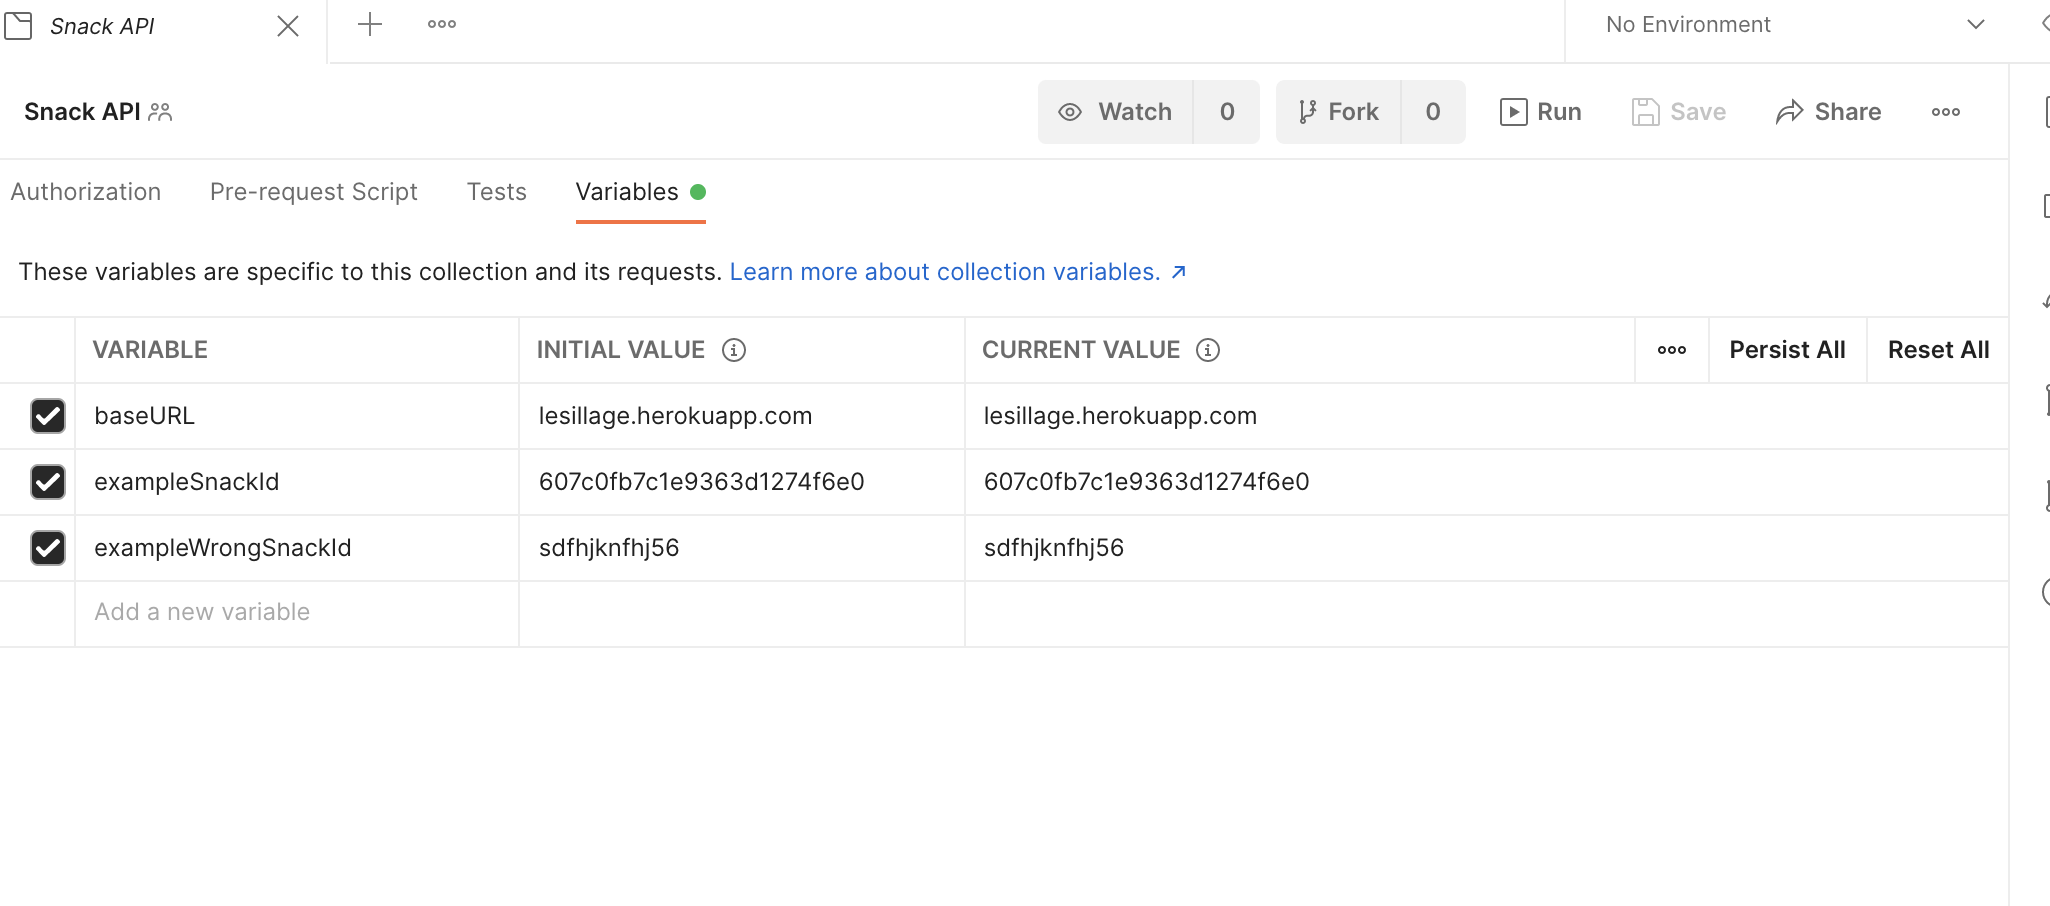 Snack API
No Environment
Snack API
Watch 0 Fork 0 Run Save Share
Authorization Pre-request Script Tests Variables
These variables are specific to this collection and its requests. Learn more about collection variables. ↗
VARIABLE INITIAL VALUE CURRENT VALUE Persist All Reset All
baseURL lesillage.herokuapp.com lesillage.herokuapp.com
exampleSnackId 607c0fb7c1e9363d1274f6e0 607c0fb7c1e9363d1274f6e0
exampleWrongSnackId sdfhjknfhj56 sdfhjknfhj56
Add a new variable